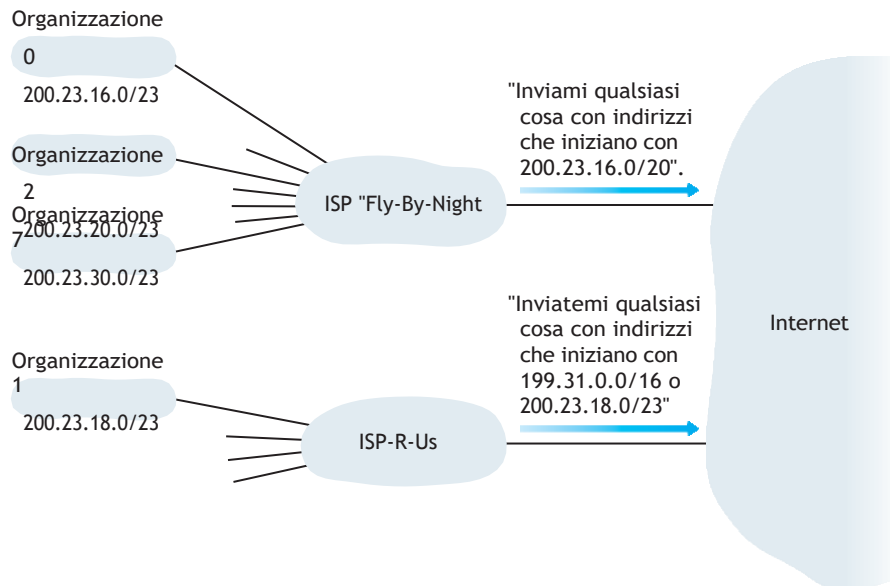 Organizzazione
0
200.23.16.0/23
Organizzazione
2
200.23.20.0/23
Organizzazione
7
200.23.30.0/23
Organizzazione
1
200.23.18.0/23
ISP "Fly-By-Night
"Inviami qualsiasi
cosa con indirizzi
che iniziano con
200.23.16.0/20".
ISP-R-Us
"Inviatemi qualsiasi
cosa con indirizzi
che iniziano con
199.31.0.0/16 o
200.23.18.0/23"
Internet